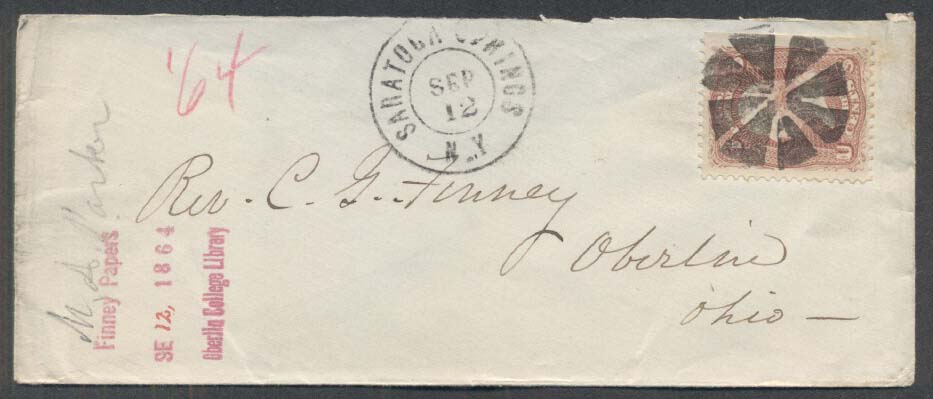 '64
SARATOGA SPRINGS
SEP
12
N.Y.
Rev. C. G. Finney
Oberlin
Ohio —
M. A. Parker
Finney Papers
SE 12, 1864
Oberlin College Library